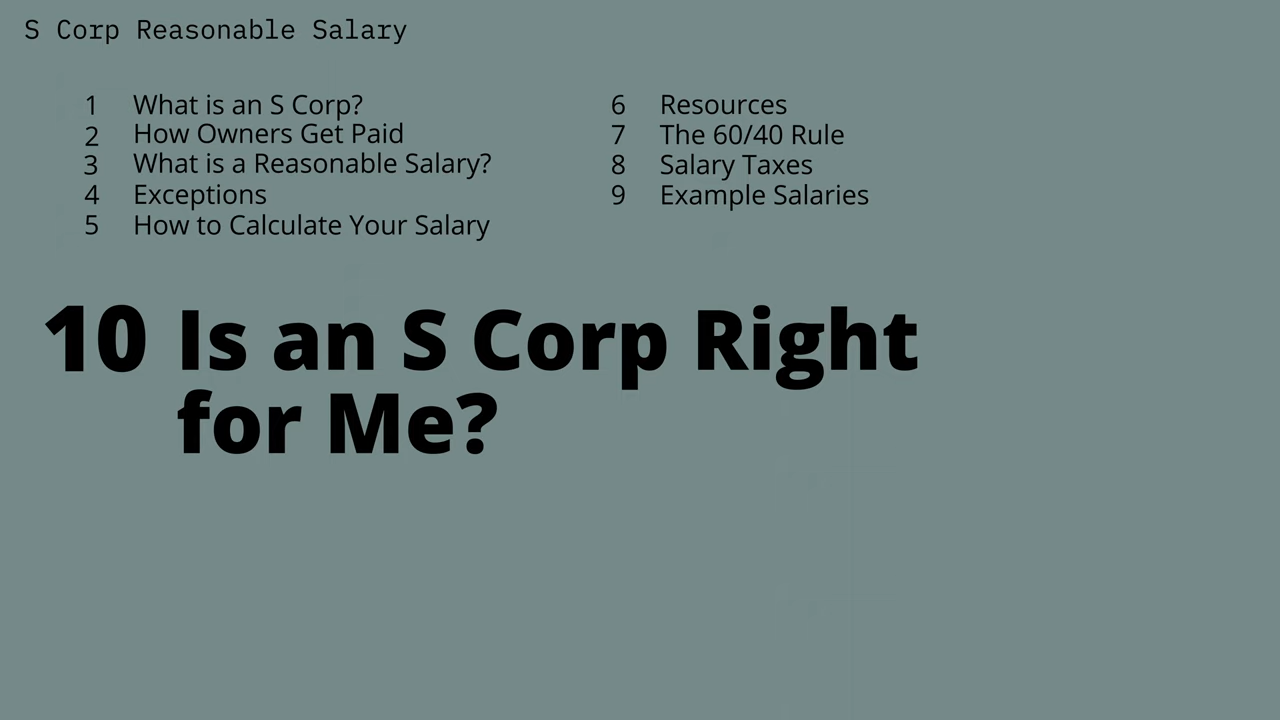 S Corp Reasonable Salary
1 What is an S Corp?
2 How Owners Get Paid
3 What is a Reasonable Salary?
4 Exceptions
5 How to Calculate Your Salary
6 Resources
7 The 60/40 Rule
8 Salary Taxes
9 Example Salaries
10 Is an S Corp Right
for Me?